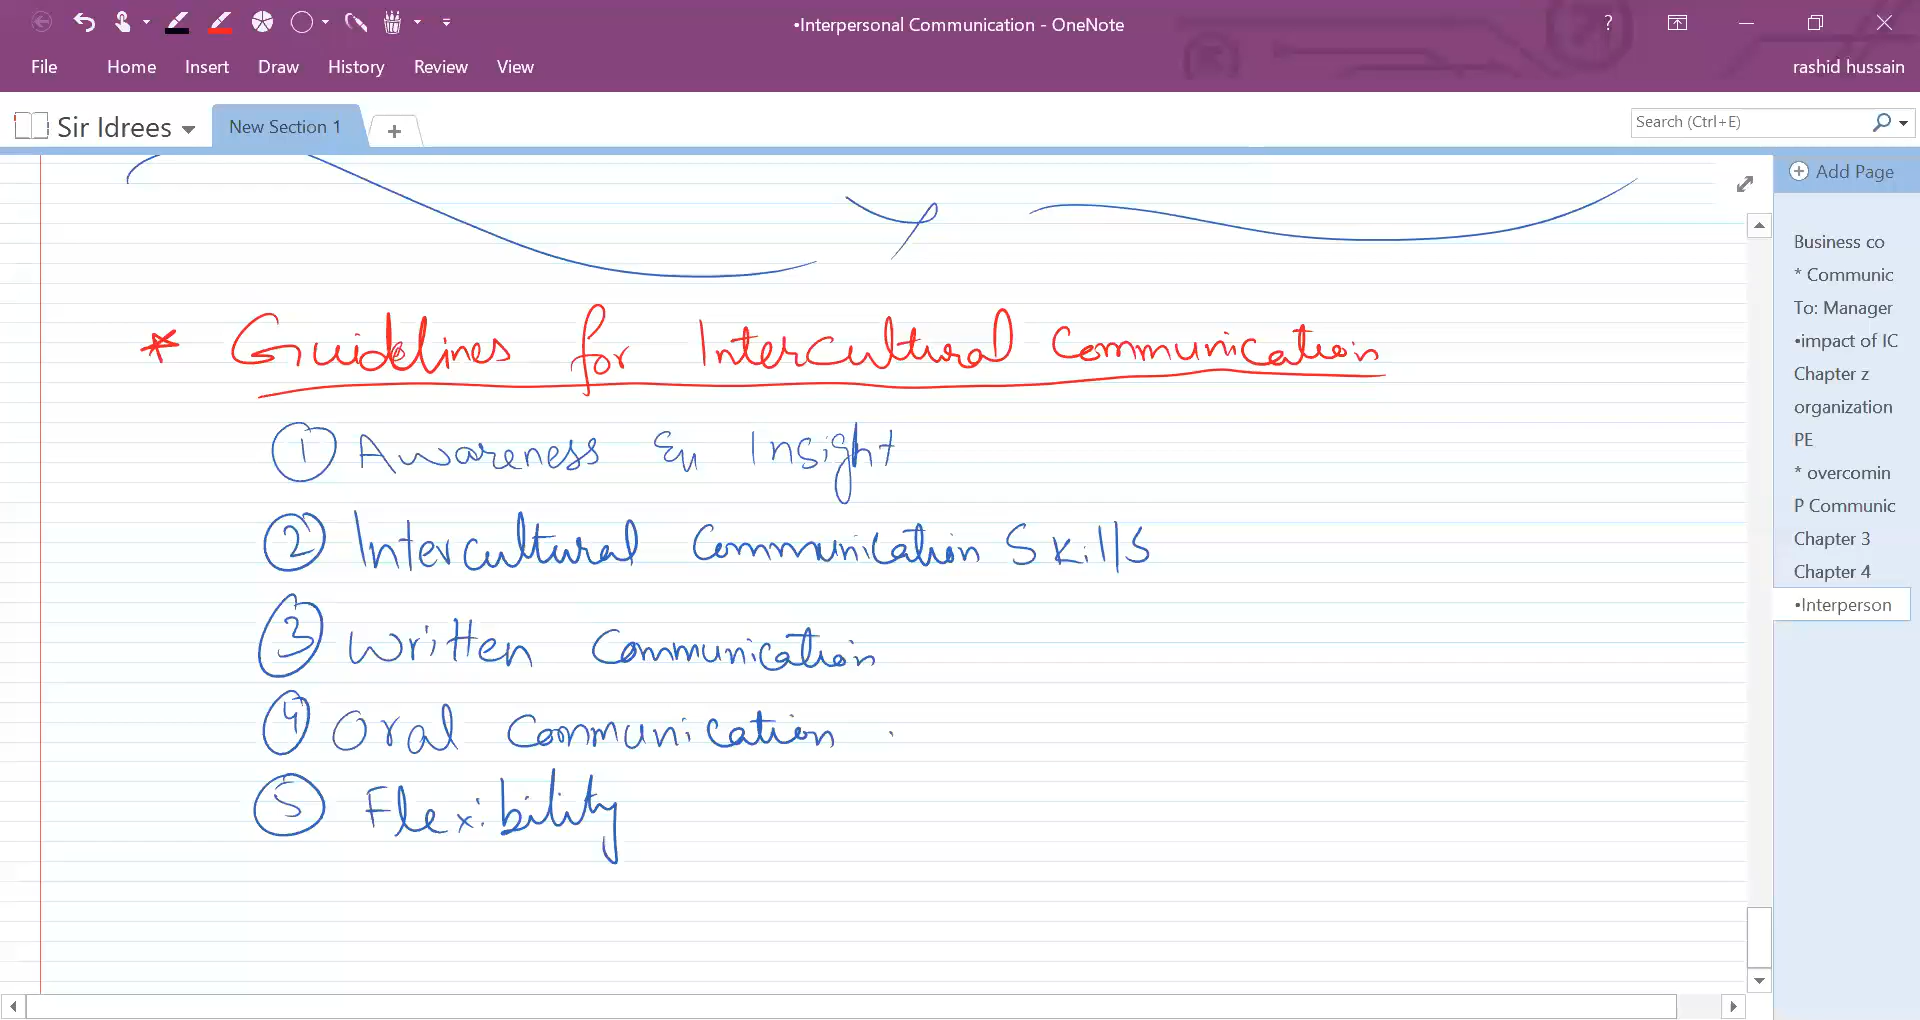 •Interpersonal Communication - OneNote
?
File Home Insert Draw History Review View
rashid hussain
Sir Idrees
New Section 1
+
Search (Ctrl+E)
Add Page
Business co
* Communic
To: Manager
•impact of IC
Chapter z
organization
PE
* overcomin
P Communic
Chapter 3
Chapter 4
•Interperson
* Guidelines for Intercultural Communication
1 Awareness & Insight
2 Intercultural Communication Skills
3 Written Communication
4 Oral Communication
5 Flexibility